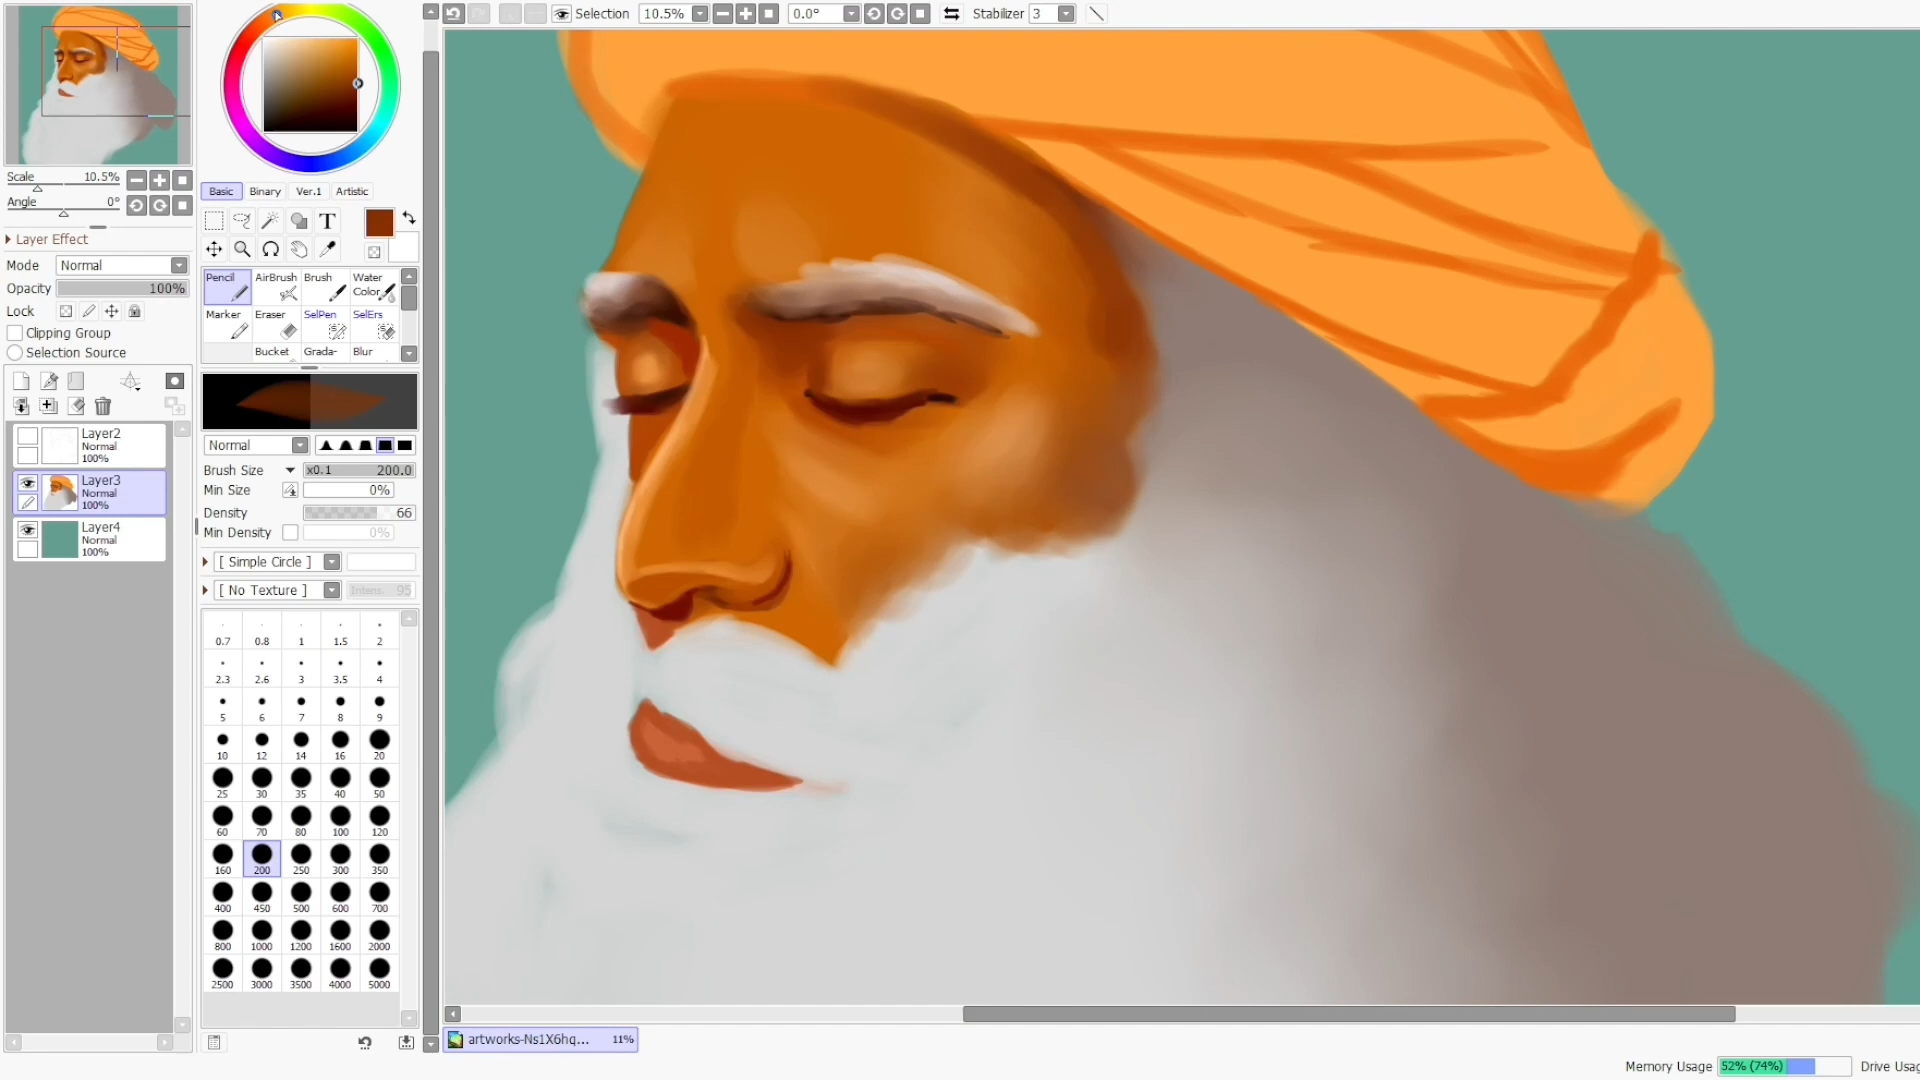 Selection 10.5% 0.0° Stabilizer 3
Scale 10.5%
Angle 0°
Layer Effect
Mode Normal
Opacity 100%
Lock
Clipping Group
Selection Source
Layer2
Normal
100%
Layer3
Normal
100%
Layer4
Normal
100%
Basic Binary Ver.1 Artistic
T
Pencil AirBrush Brush Water Color
Marker Eraser SelPen SelErs
Bucket Grada- Blur
Normal
Brush Size x0.1 200.0
Min Size 0%
Density 66
Min Density 0%
[ Simple Circle ]
[ No Texture ] Intens. 95
0.7 0.8 1 1.5 2
2.3 2.6 3 3.5 4
5 6 7 8 9
10 12 14 16 20
25 30 35 40 50
60 70 80 100 120
160 200 250 300 350
400 450 500 600 700
800 1000 1200 1600 2000
2500 3000 3500 4000 5000
artworks-Ns1X6hq... 11%
Memory Usage 52% (74%) Drive Usag